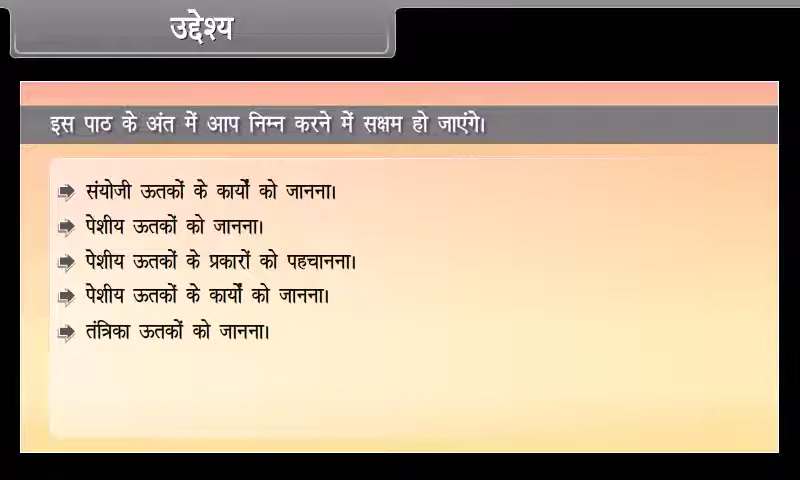 उद्देश्य
इस पाठ के अंत में आप निम्न करने में सक्षम हो जाएंगे।
संयोजी ऊतकों के कार्यों को जानना।
पेशीय ऊतकों को जानना।
पेशीय ऊतकों के प्रकारों को पहचानना।
पेशीय ऊतकों के कार्यों को जानना।
तंत्रिका ऊतकों को जानना।